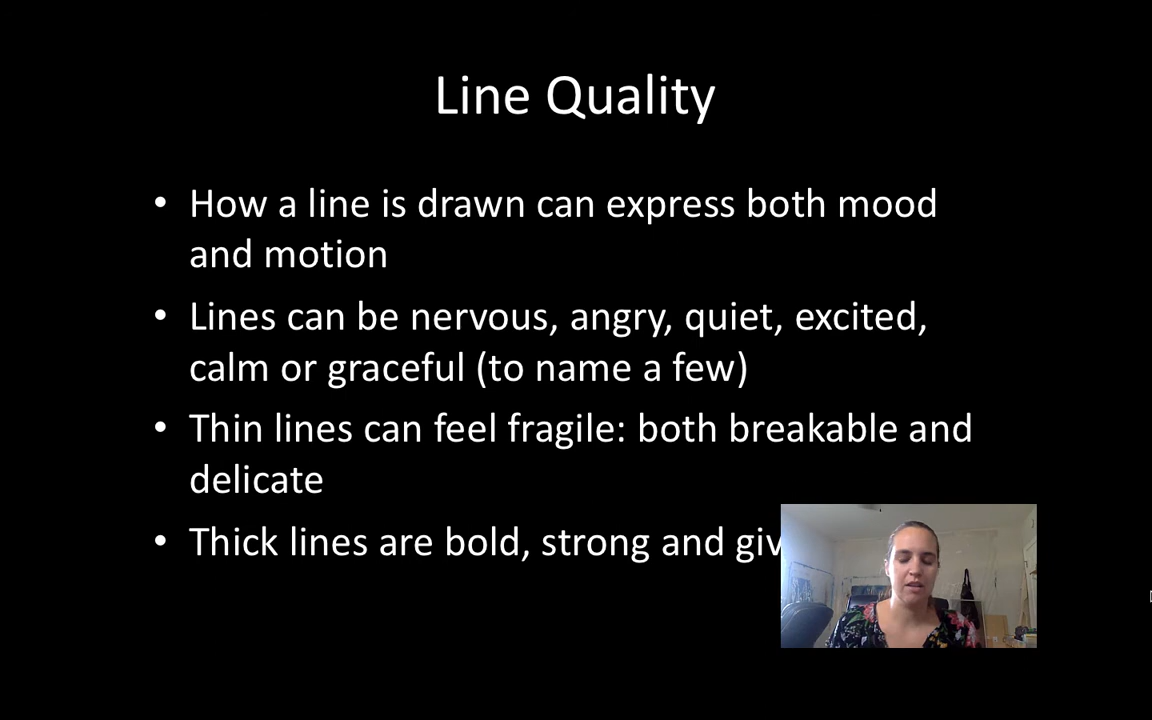 Line Quality
• How a line is drawn can express both mood
and motion
• Lines can be nervous, angry, quiet, excited,
calm or graceful (to name a few)
• Thin lines can feel fragile: both breakable and
delicate
• Thick lines are bold, strong and